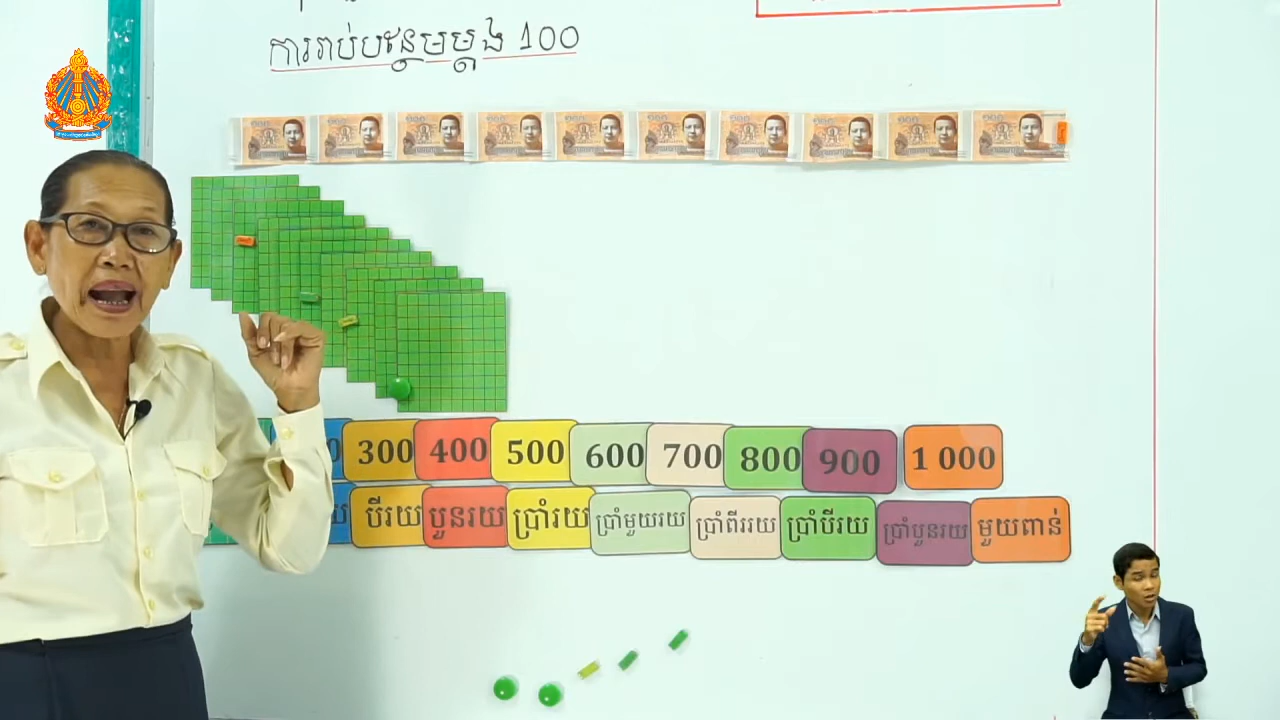 ការរាប់បន្ថែមម្ដង 100
300 400 500 600 700 800 900 1 000
បីរយ បួនរយ ប្រាំរយ ប្រាំមួយរយ ប្រាំពីររយ ប្រាំបីរយ ប្រាំបួនរយ មួយពាន់